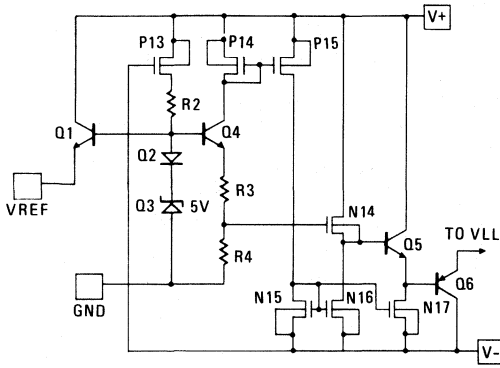 V+
P13 P14 P15
R2
Q1 Q4
Q2
VREF
Q3 5V R3
N14
Q5 TO VLL
R4
GND Q6
N15 N16 N17
V-